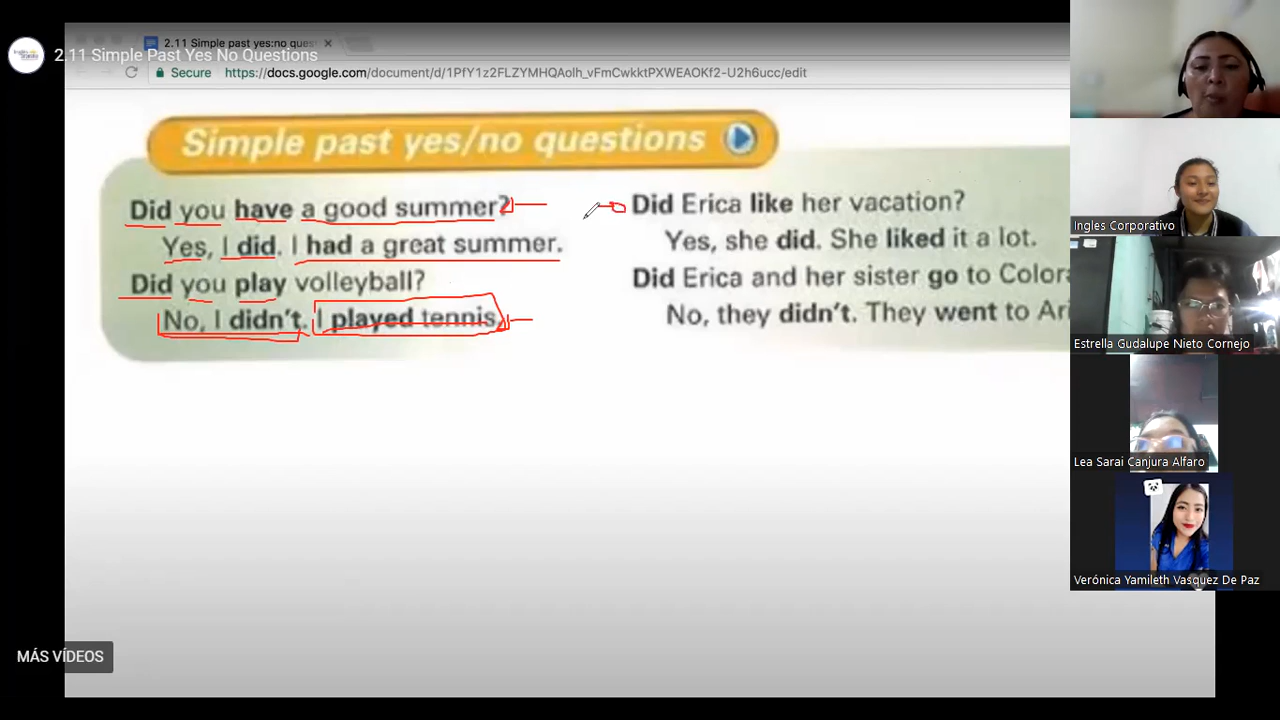 2.11 Simple past yes:no ques
2.11 Simple Past Yes No Questions
Secure https://docs.google.com/document/d/1PfY1z2FLZYMHQAolh_vFmCwkktPXWEAOKf2-U2h6ucc/edit
Simple past yes/no questions
Did you have a good summer?
Yes, I did. I had a great summer.
Did you play volleyball?
No, I didn't. I played tennis.
Did Erica like her vacation?
Yes, she did. She liked it a lot.
Did Erica and her sister go to Colora
No, they didn't. They went to Ari
Ingles Corporativo
Estrella Gudalupe Nieto Cornejo
Lea Sarai Canjura Alfaro
Verónica Yamileth Vasquez De Paz
MÁS VÍDEOS